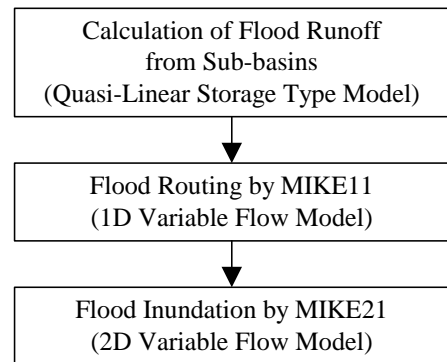 Calculation of Flood Runoff
from Sub-basins
(Quasi-Linear Storage Type Model)
Flood Routing by MIKE11
(1D Variable Flow Model)
Flood Inundation by MIKE21
(2D Variable Flow Model)